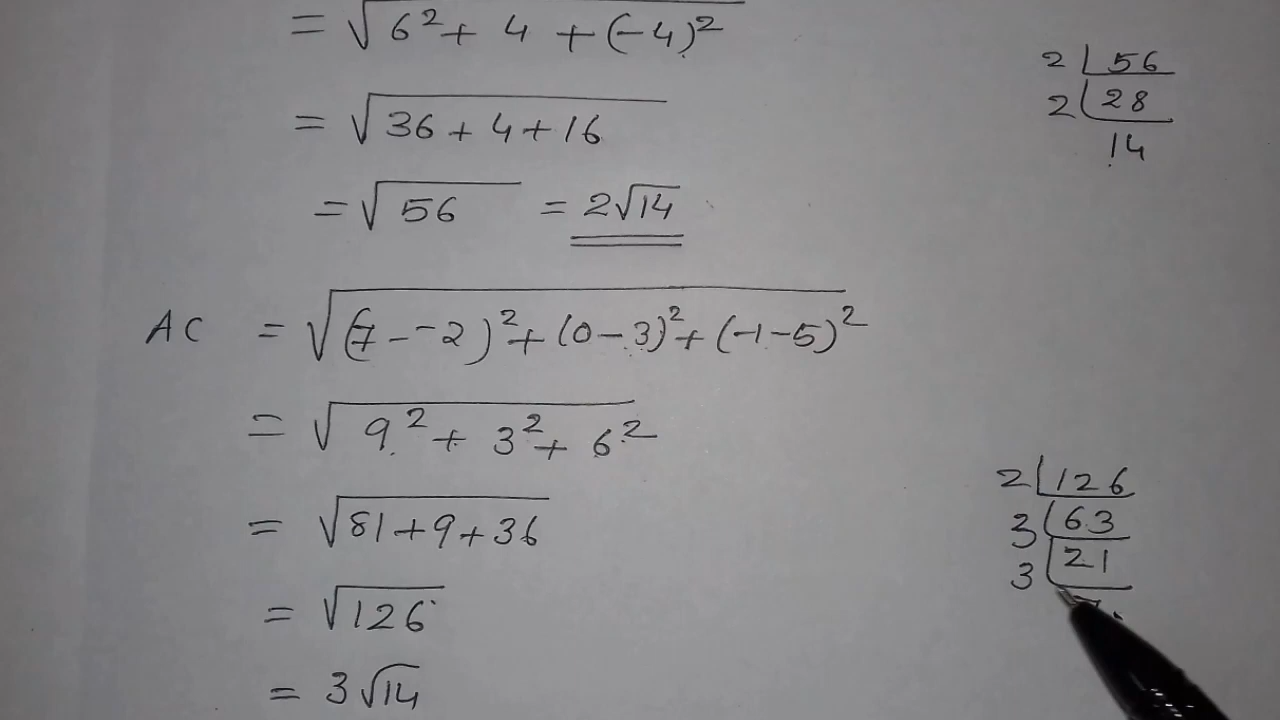 = √6² + 4 + (-4)²
= √36 + 4 + 16
= √56 = 2√14
AC = √(7 - -2)² + (0 - 3)² + (-1 - 5)²
= √9² + 3² + 6²
= √81 + 9 + 36
= √126
= 3√14
2 | 56
2 | 28
14
2 | 126
3 | 63
3 | 21